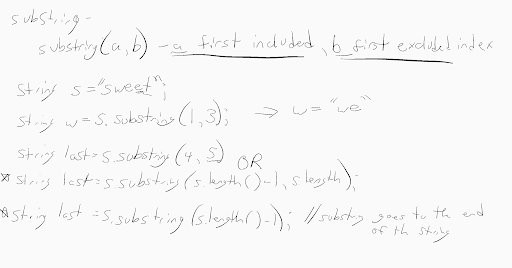 substring -
substring(a,b) - a first included, b first excluded index
String s = "sweet";
String w = s.substring(1,3); ⇒ w = "we"
String last = s.substring(4,5) OR
* String last = s.substring(s.length()-1, s.length);
* String last = s.substring(s.length()-1); //substring goes to the end
of the string